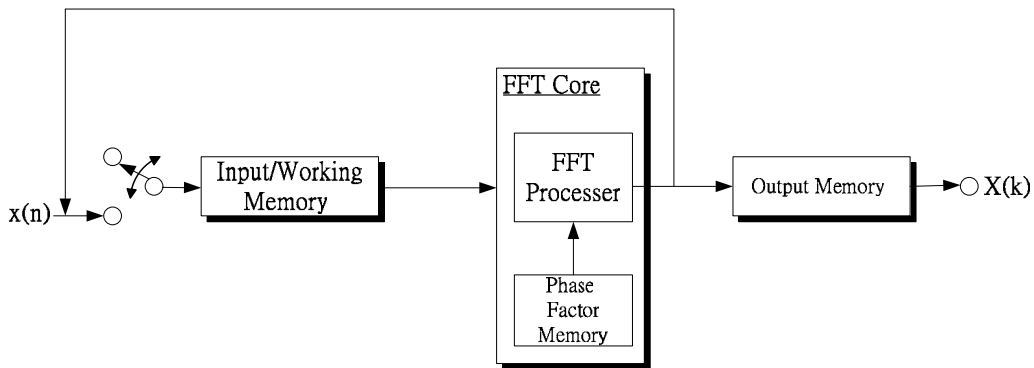 FFT Core
Input/Working
Memory
FFT
Processer
Output Memory
X(k)
x(n)
Phase
Factor
Memory